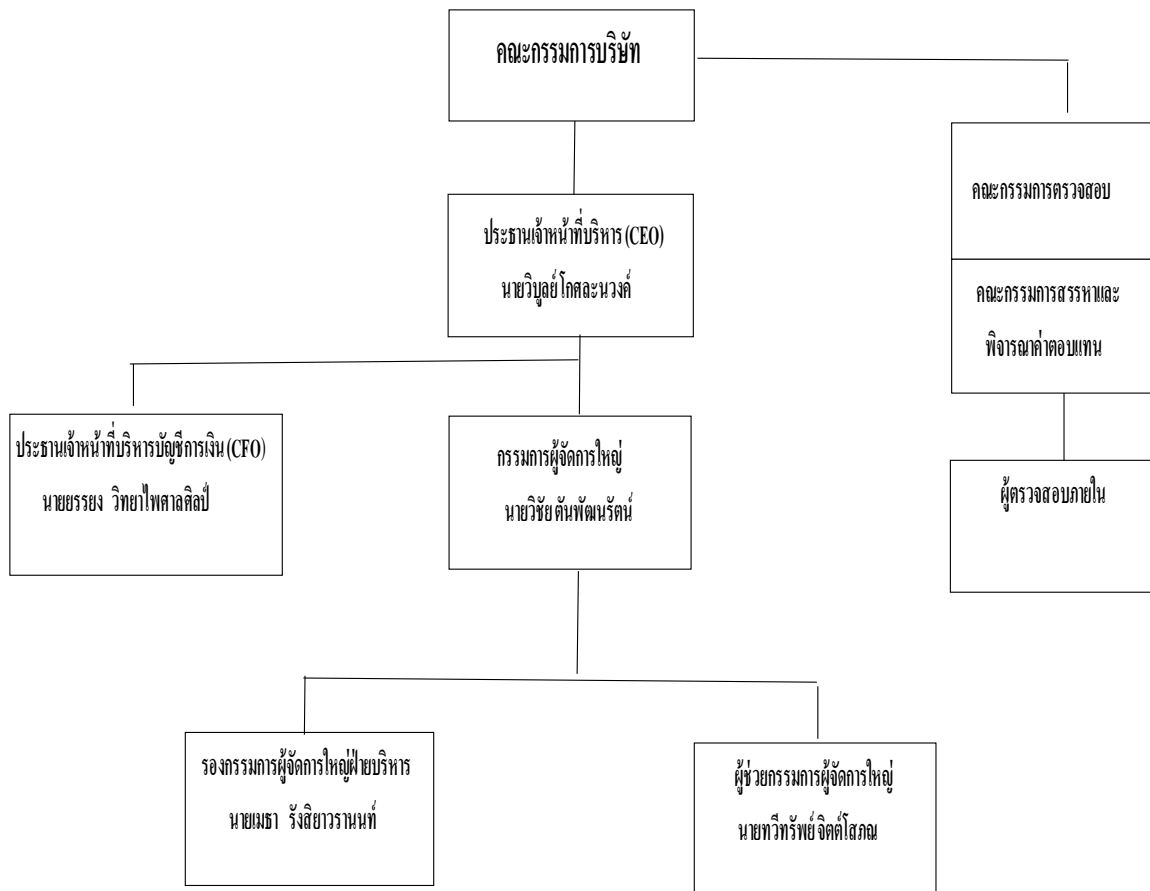 คณะกรรมการบริษัท
คณะกรรมการตรวจสอบ
ประธานเจ้าหน้าที่บริหาร (CEO)
นายวิบูลย์ โกศละนวงค์
คณะกรรมการสรรหาและ
พิจารณาค่าตอบแทน
ประธานเจ้าหน้าที่บริหารบัญชีการเงิน (CFO)
นายยรรยง วิทยาไพศาลศิลป์
กรรมการผู้จัดการใหญ่
นายวิชัย ตันพัฒนรัตน์
ผู้ตรวจสอบภายใน
รองกรรมการผู้จัดการใหญ่ฝ่ายบริหาร
นายเมธา รังสิยาวรานนท์
ผู้ช่วยกรรมการผู้จัดการใหญ่
นายทวีทรัพย์ จิตต์โสภณ